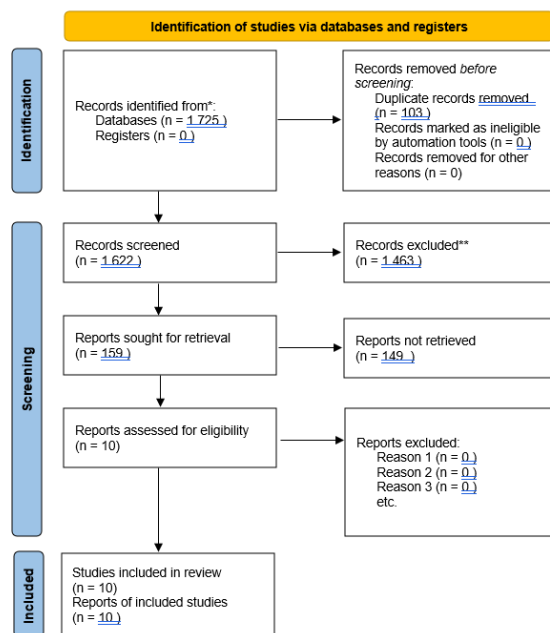 Identification of studies via databases and registers
Identification
Records identified from*:
Databases (n = 1.725 )
Registers (n = 0 )
Records removed before
screening:
Duplicate records removed
(n = 103 )
Records marked as ineligible
by automation tools (n = 0 )
Records removed for other
reasons (n = 0)
Screening
Records screened
(n = 1.622 )
Records excluded**
(n = 1.463 )
Reports sought for retrieval
(n = 159 )
Reports not retrieved
(n = 149 )
Reports assessed for eligibility
(n = 10)
Reports excluded:
Reason 1 (n = 0 )
Reason 2 (n = 0 )
Reason 3 (n = 0 )
etc.
Included
Studies included in review
(n = 10)
Reports of included studies
(n = 10 )